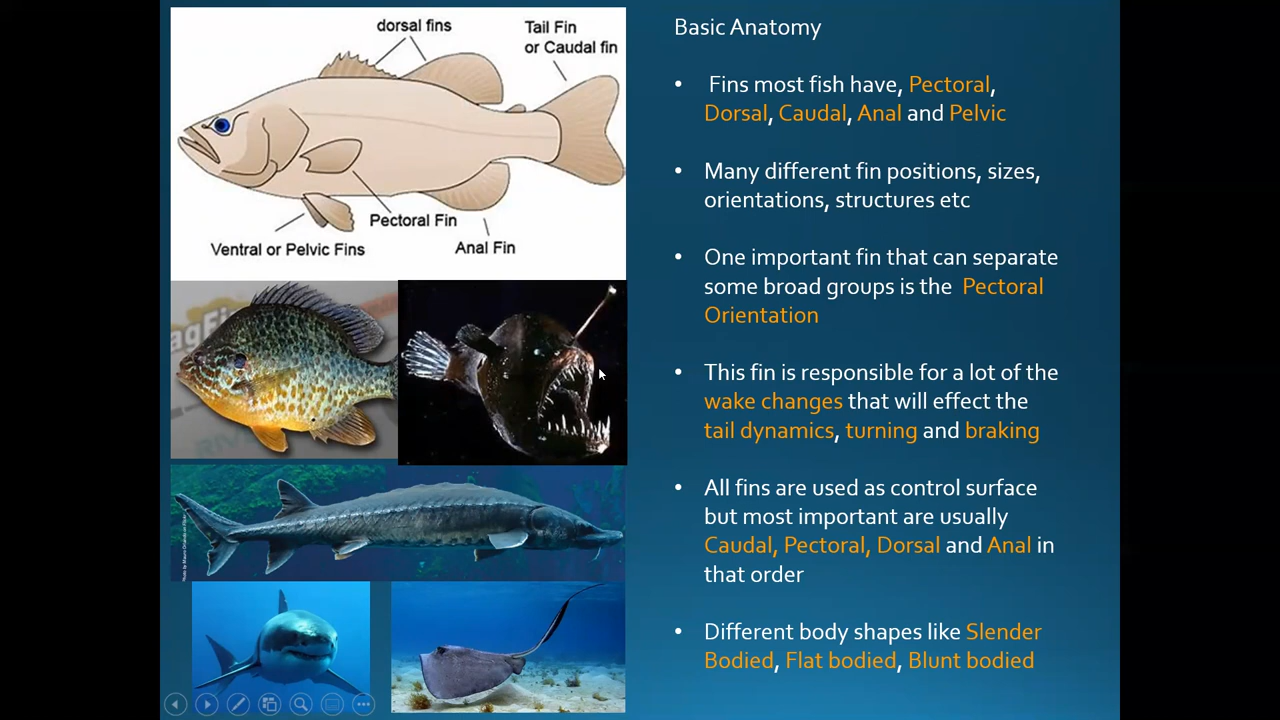 dorsal fins
Tail Fin
or Caudal fin
Pectoral Fin
Ventral or Pelvic Fins
Anal Fin
Basic Anatomy
• Fins most fish have, Pectoral,
Dorsal, Caudal, Anal and Pelvic
• Many different fin positions, sizes,
orientations, structures etc
• One important fin that can separate
some broad groups is the Pectoral
Orientation
• This fin is responsible for a lot of the
wake changes that will effect the
tail dynamics, turning and braking
• All fins are used as control surface
but most important are usually
Caudal, Pectoral, Dorsal and Anal in
that order
• Different body shapes like Slender
Bodied, Flat bodied, Blunt bodied